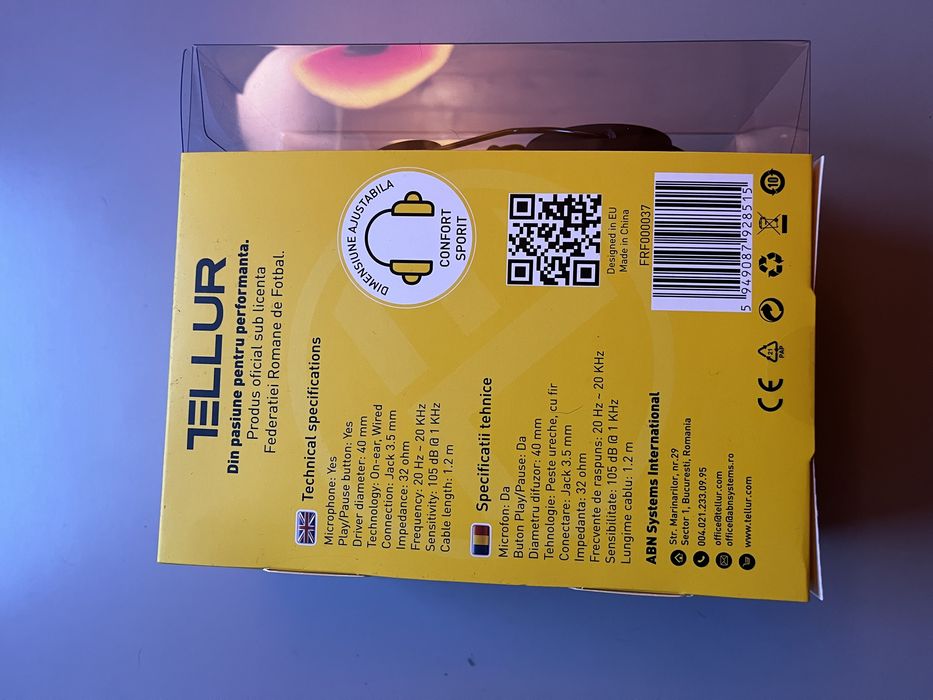 TELLUR
Din pasiune pentru performanta.
Produs oficial sub licenta
Federatiei Romane de Fotbal.
DIMENSIUNE AJUSTABILA
CONFORT
SPORIT
Technical specifications
Microphone: Yes
Play/Pause button: Yes
Driver diameter: 40 mm
Technology: On-ear, Wired
Connection: Jack 3.5 mm
Impedance: 32 ohm
Frequency: 20 Hz ~ 20 KHz
Sensitivity: 105 dB @ 1 KHz
Cable length: 1.2 m
Specificatii tehnice
Microfon: Da
Buton Play/Pause: Da
Diametru difuzor: 40 mm
Tehnologie: Peste ureche, cu fir
Conectare: Jack 3.5 mm
Impedanta: 32 ohm
Frecvente de raspuns: 20 Hz ~ 20 KHz
Sensibilitate: 105 dB @ 1 KHz
Lungime cablu: 1.2 m
Designed in EU
Made in China
FRF000037
5 949087 928515
ABN Systems International
Str. Marinarilor, nr.29
Sector 1, Bucuresti, Romania
004.021.233.09.95
office@tellur.com
office@abnsystems.ro
www.tellur.com
CE
21
PAP
10